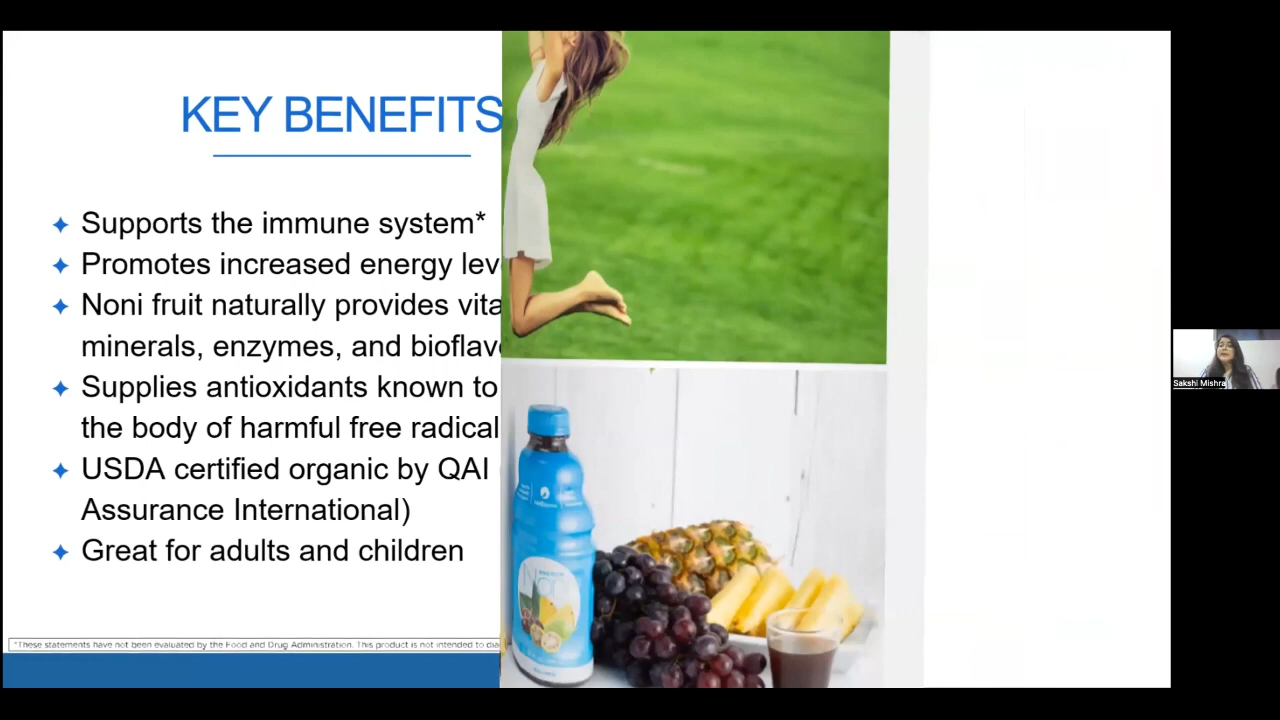 KEY BENEFITS
✦ Supports the immune system*
✦ Promotes increased energy lev
✦ Noni fruit naturally provides vita
minerals, enzymes, and bioflav
✦ Supplies antioxidants known to
the body of harmful free radical
✦ USDA certified organic by QAI
Assurance International)
✦ Great for adults and children
*These statements have not been evaluated by the Food and Drug Administration. This product is not intended to dia
Noni
Sakshi Mishra